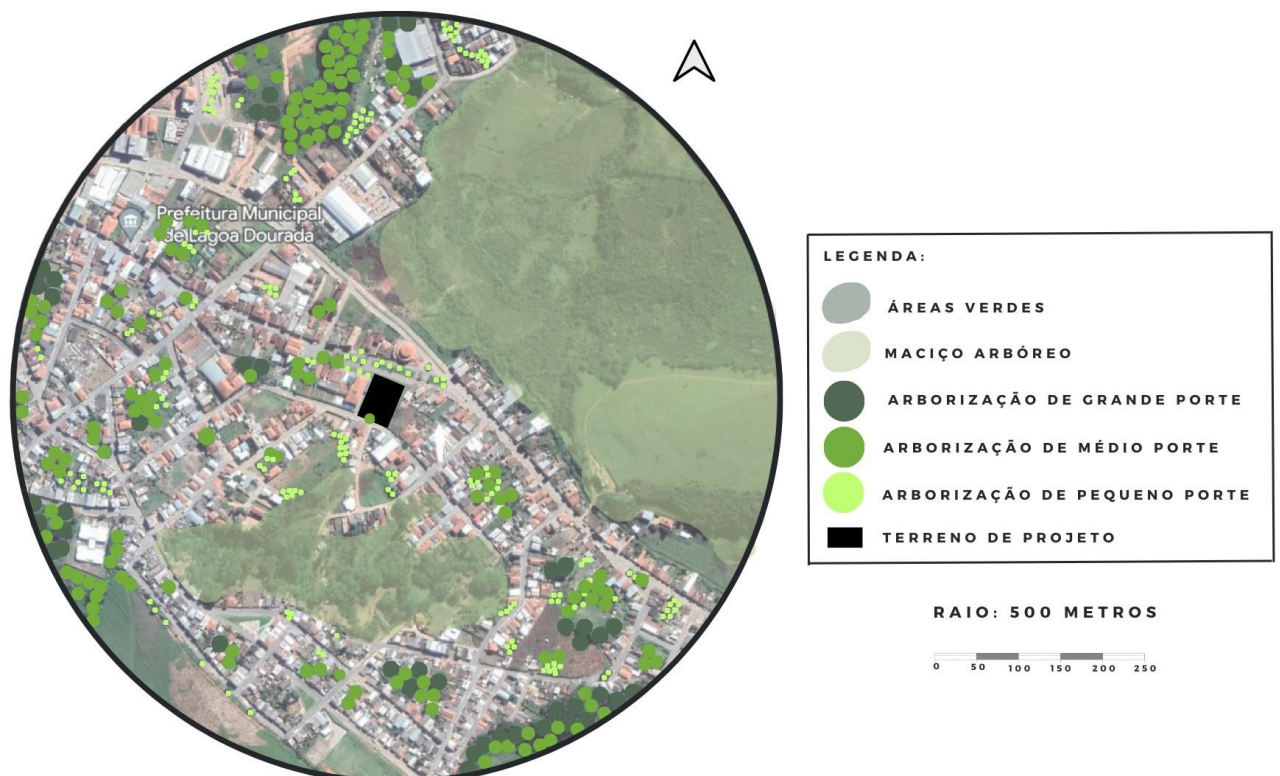 Prefeitura Municipal
de Lagoa Dourada
LEGENDA:
ÁREAS VERDES
MACIÇO ARBÓREO
ARBORIZAÇÃO DE GRANDE PORTE
ARBORIZAÇÃO DE MÉDIO PORTE
ARBORIZAÇÃO DE PEQUENO PORTE
TERRENO DE PROJETO
RAIO: 500 METROS
0 50 100 150 200 250